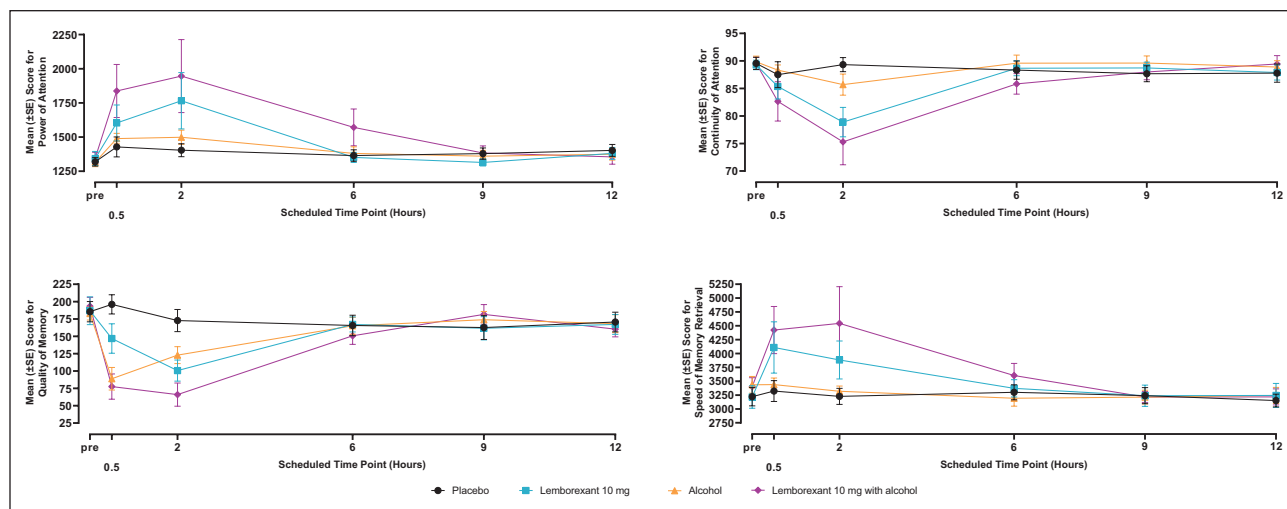 Mean (±SE) Score for
Power of Attention
2250
2000
1750
1500
1250
pre
0.5
2
6
9
12
Scheduled Time Point (Hours)
Mean (±SE) Score for
Continuity of Attention
95
90
85
80
75
70
pre
0.5
2
6
9
12
Scheduled Time Point (Hours)
Mean (±SE) Score for
Quality of Memory
225
200
175
150
125
100
75
50
25
pre
0.5
2
6
9
12
Scheduled Time Point (Hours)
Mean (±SE) Score for
Speed of Memory Retrieval
5250
5000
4750
4500
4250
4000
3750
3500
3250
3000
2750
pre
0.5
2
6
9
12
Scheduled Time Point (Hours)
Placebo
Lemborexant 10 mg
Alcohol
Lemborexant 10 mg with alcohol